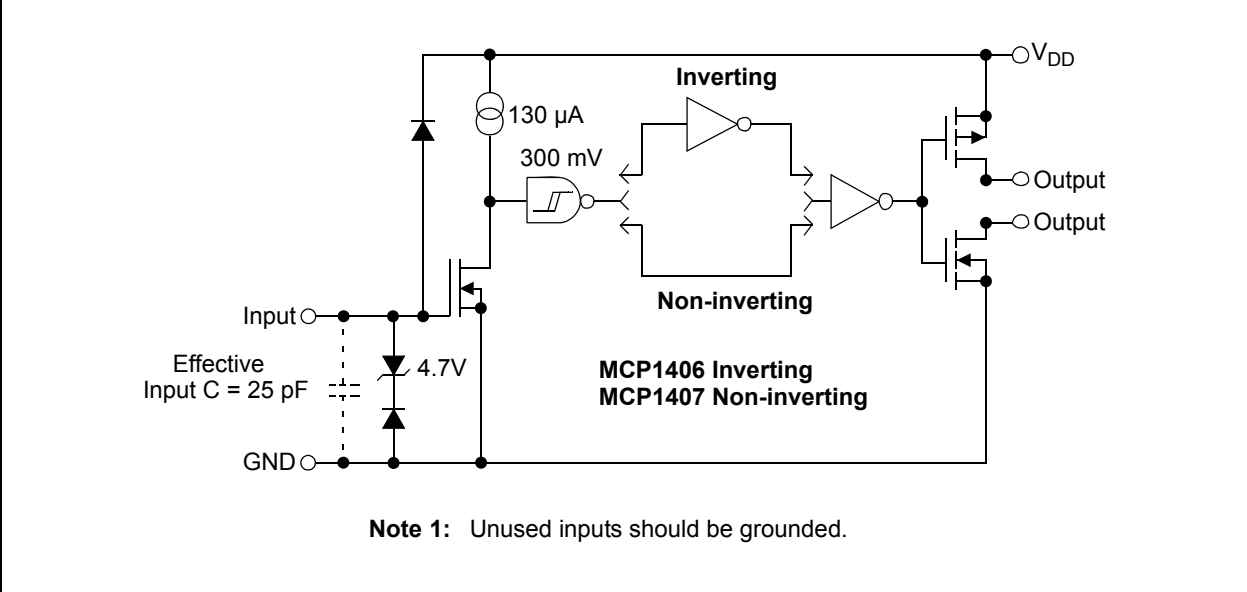 V_DD
Inverting
130 µA
300 mV
Output
Output
Non-inverting
Input
Effective
Input C = 25 pF
4.7V
MCP1406 Inverting
MCP1407 Non-inverting
GND
Note 1: Unused inputs should be grounded.